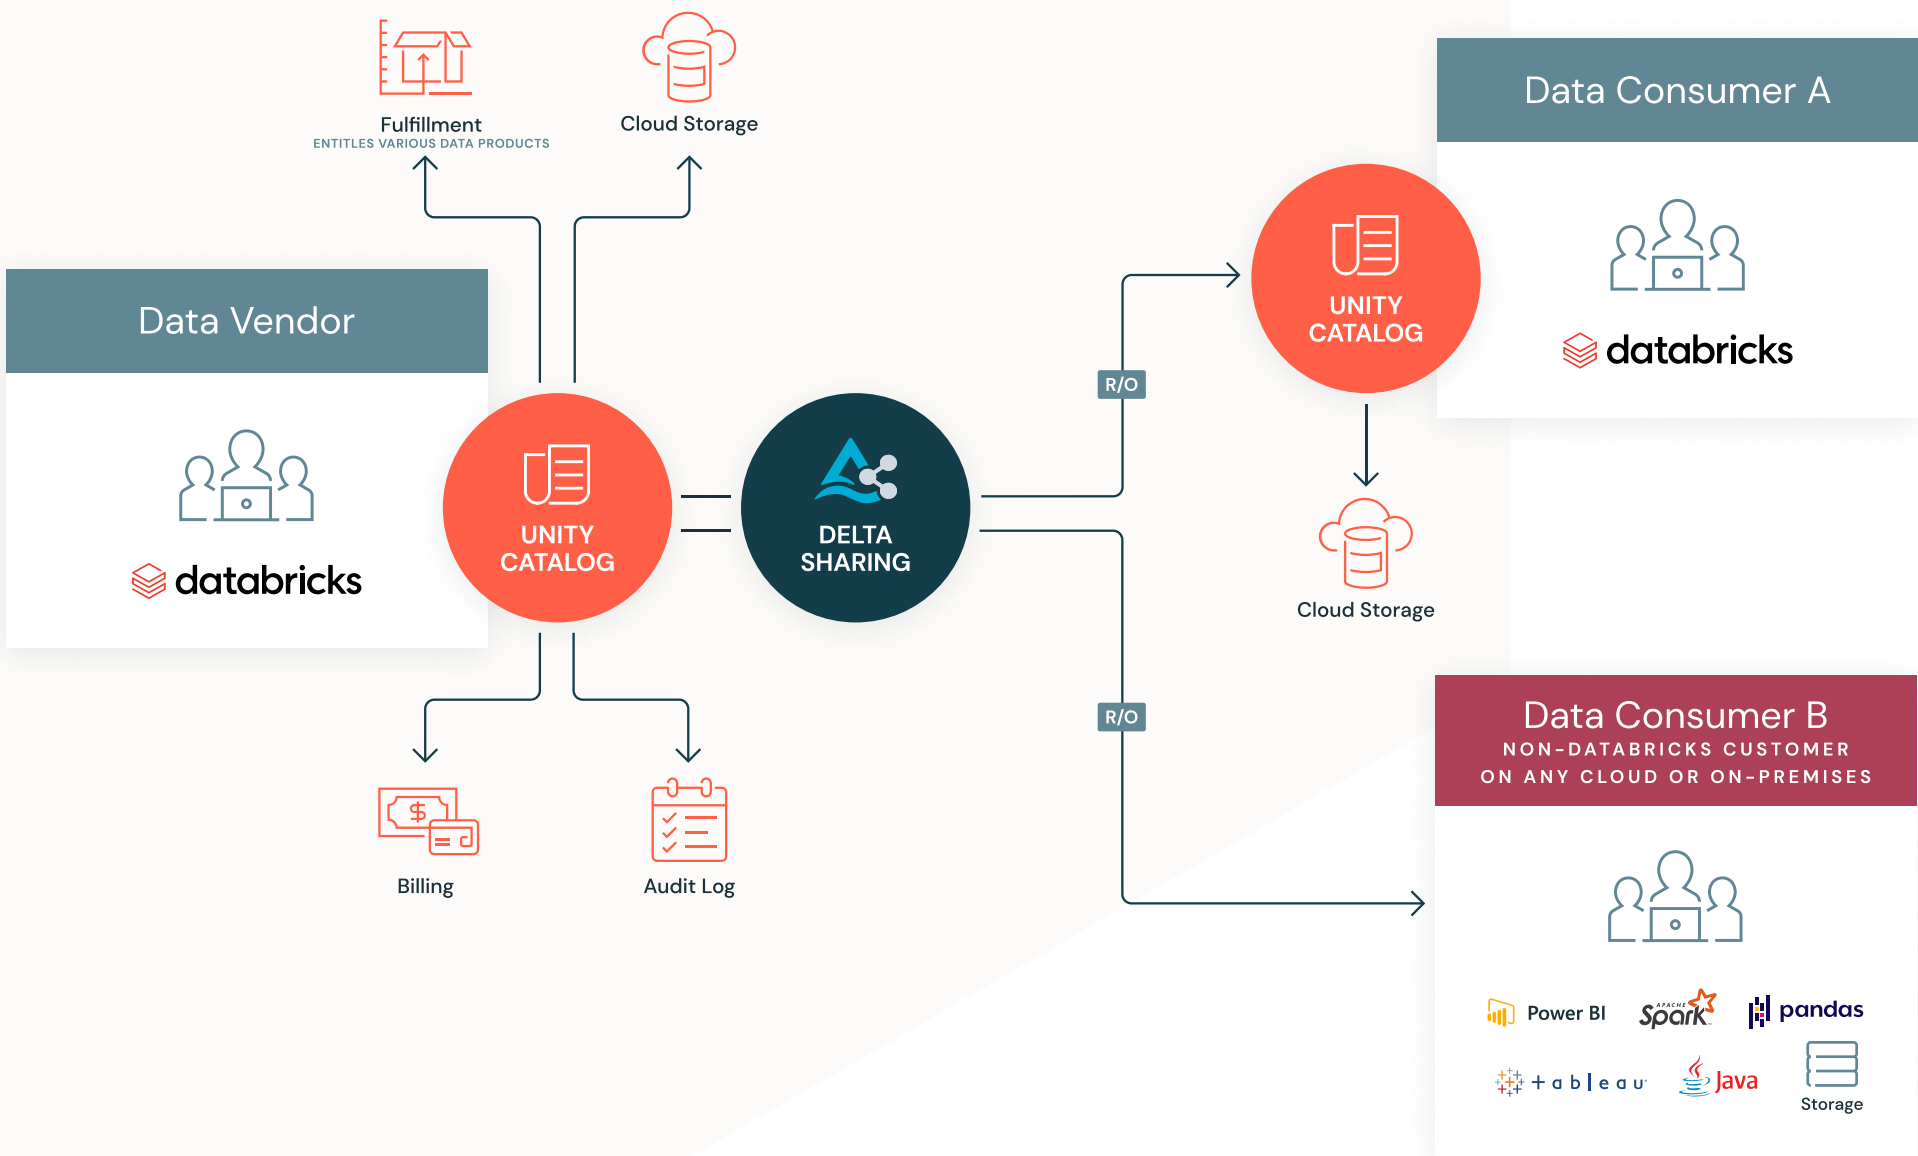 Fulfillment
ENTITLES VARIOUS DATA PRODUCTS
Cloud Storage
Data Vendor
databricks
UNITY
CATALOG
DELTA
SHARING
Billing
Audit Log
R/O
R/O
Data Consumer A
UNITY
CATALOG
databricks
Cloud Storage
Data Consumer B
NON-DATABRICKS CUSTOMER
ON ANY CLOUD OR ON-PREMISES
Power BI
APACHE
Spark
pandas
+ableau
Java
Storage